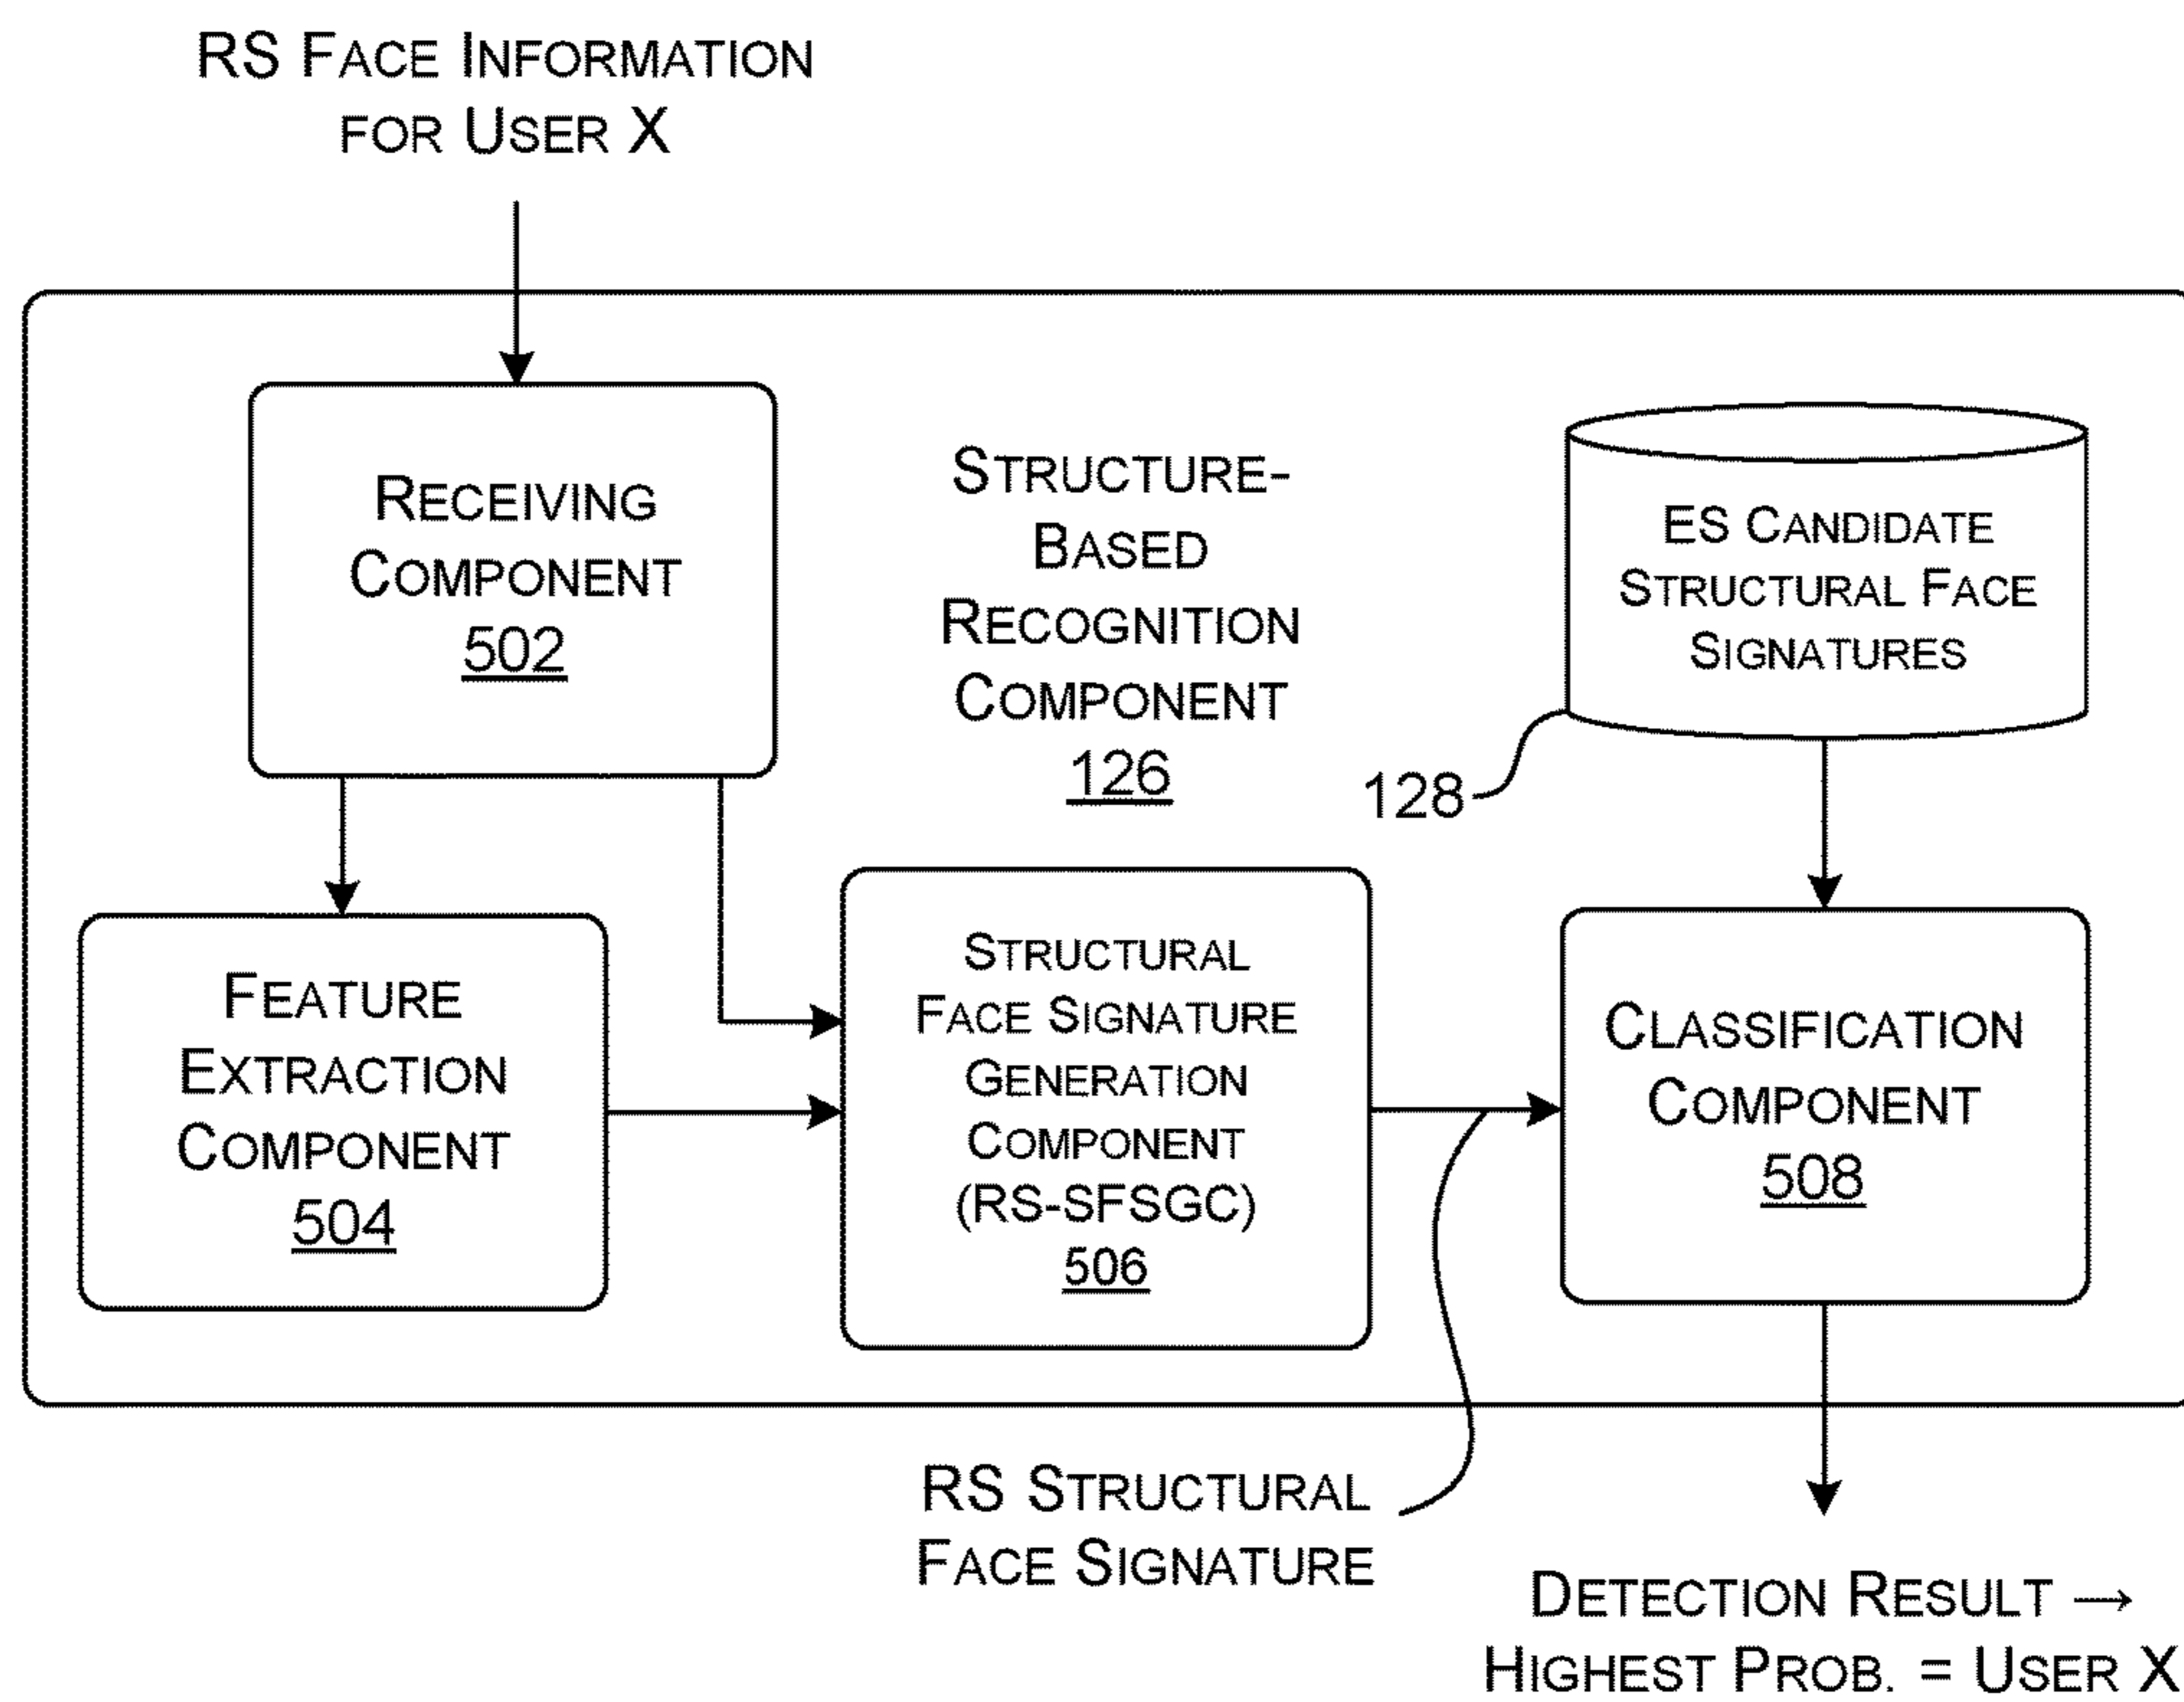 RS FACE INFORMATION
FOR USER X
RECEIVING
COMPONENT
502
STRUCTURE-
BASED
RECOGNITION
COMPONENT
126
ES CANDIDATE
STRUCTURAL FACE
SIGNATURES
128
FEATURE
EXTRACTION
COMPONENT
504
STRUCTURAL
FACE SIGNATURE
GENERATION
COMPONENT
(RS-SFSGC)
506
CLASSIFICATION
COMPONENT
508
RS STRUCTURAL
FACE SIGNATURE
DETECTION RESULT →
HIGHEST PROB. = USER X